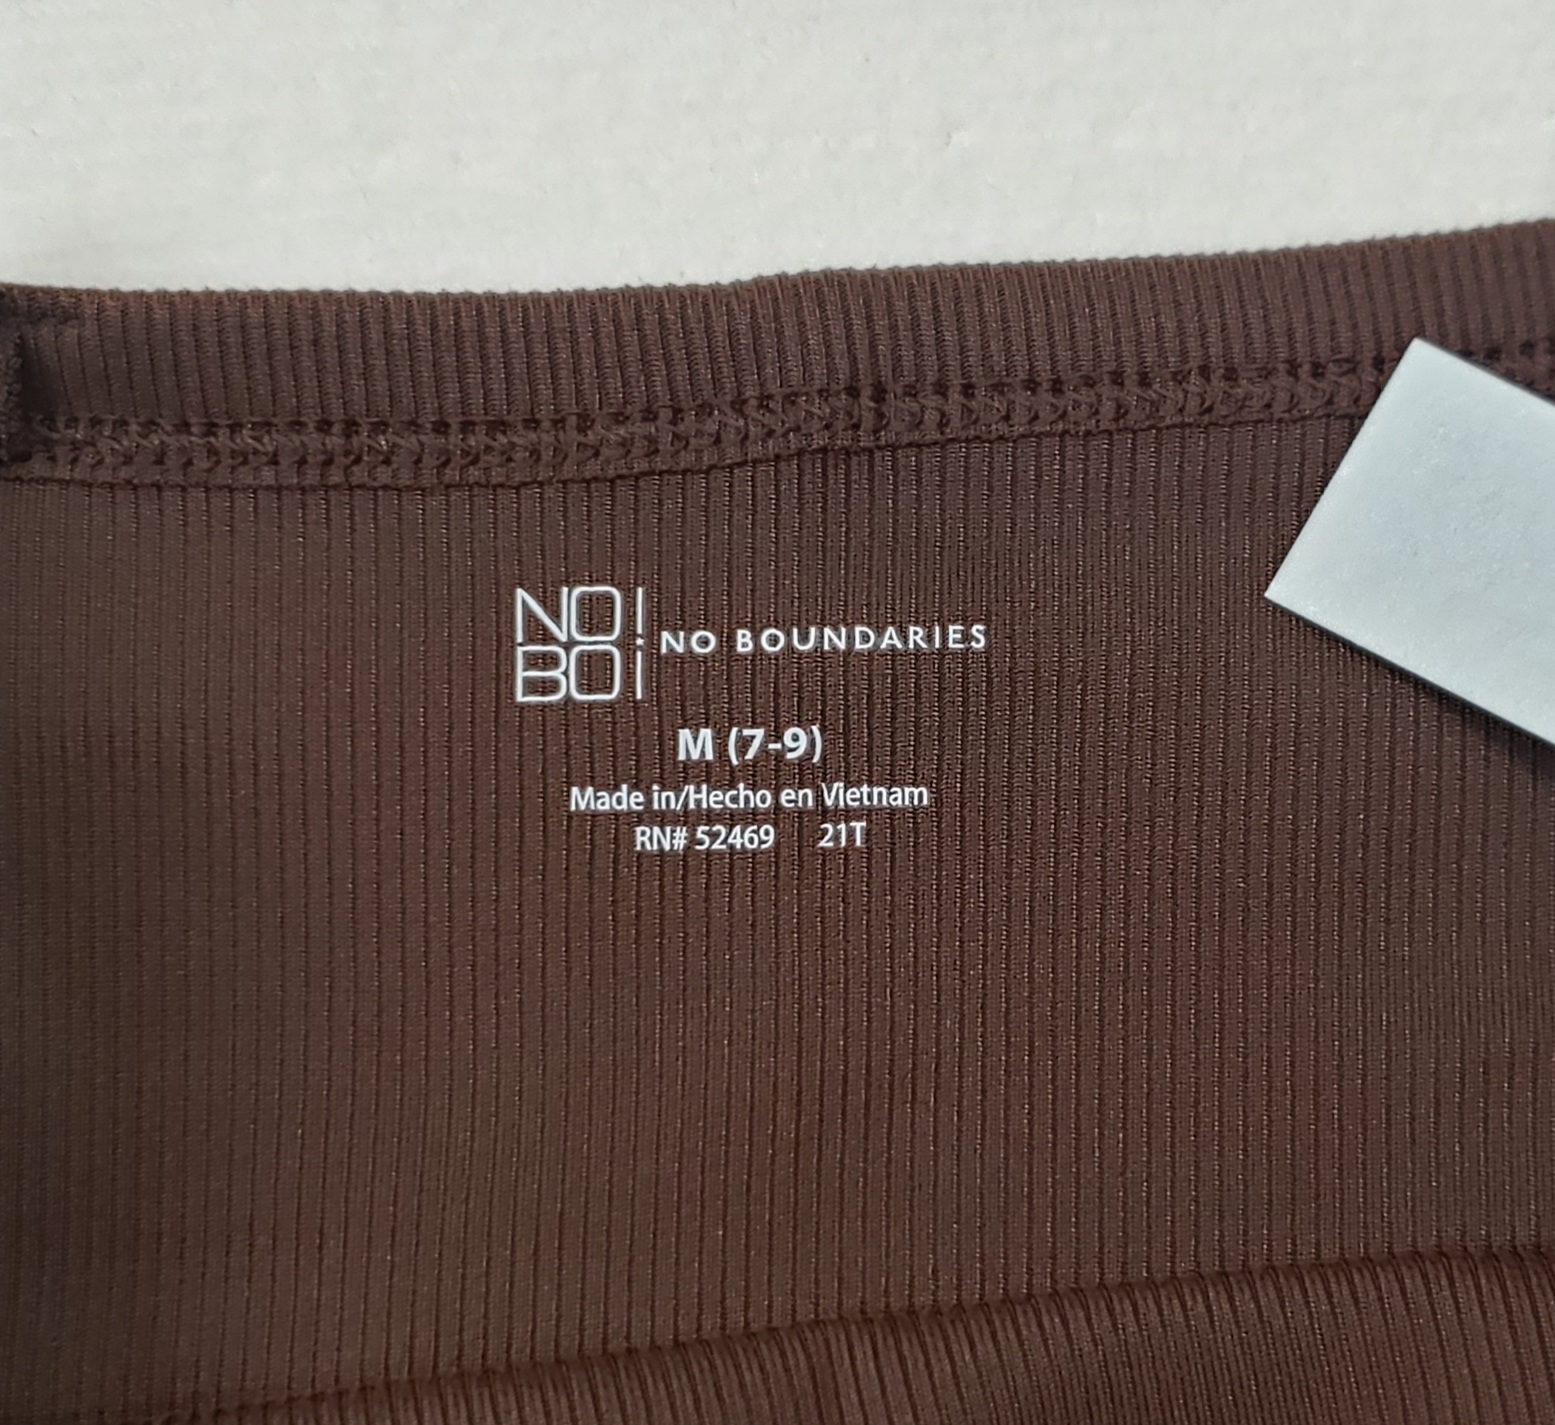 NO!
BO¡
NO BOUNDARIES
M (7-9)
Made in/Hecho en Vietnam
RN# 52469 21T